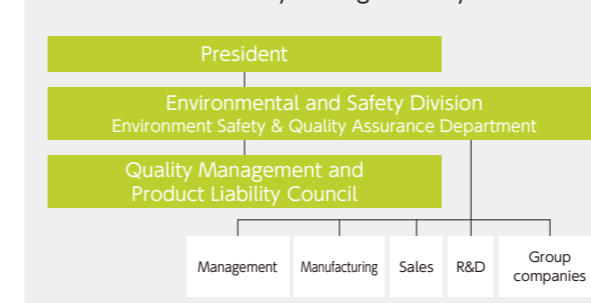 President
Environmental and Safety Division
Environment Safety & Quality Assurance Department
Quality Management and
Product Liability Council
Management
Manufacturing
Sales
R&D
Group
companies